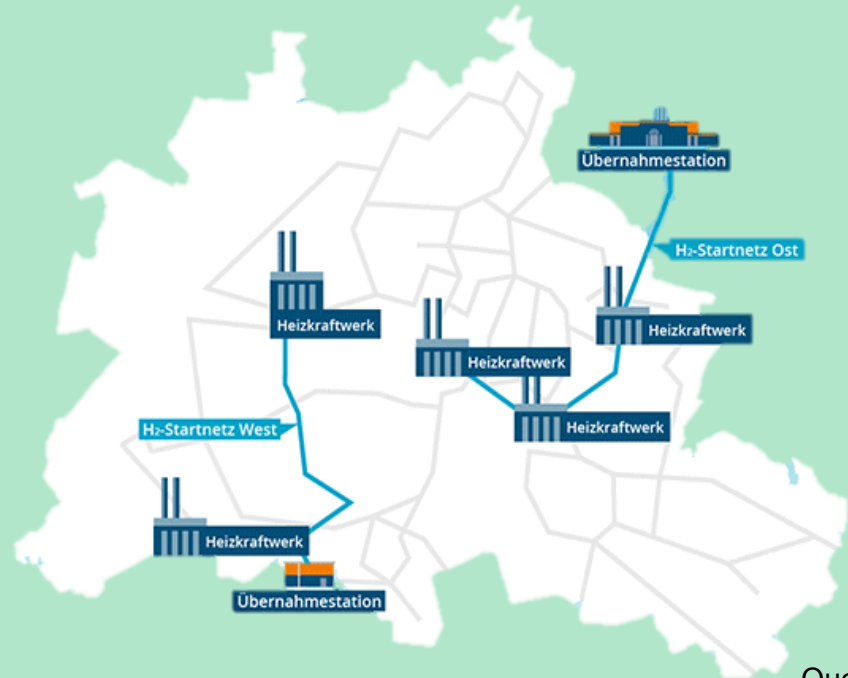 Übernahmestation
H₂-Startnetz Ost
Heizkraftwerk
Heizkraftwerk
Heizkraftwerk
Heizkraftwerk
H₂-Startnetz West
Heizkraftwerk
Übernahmestation